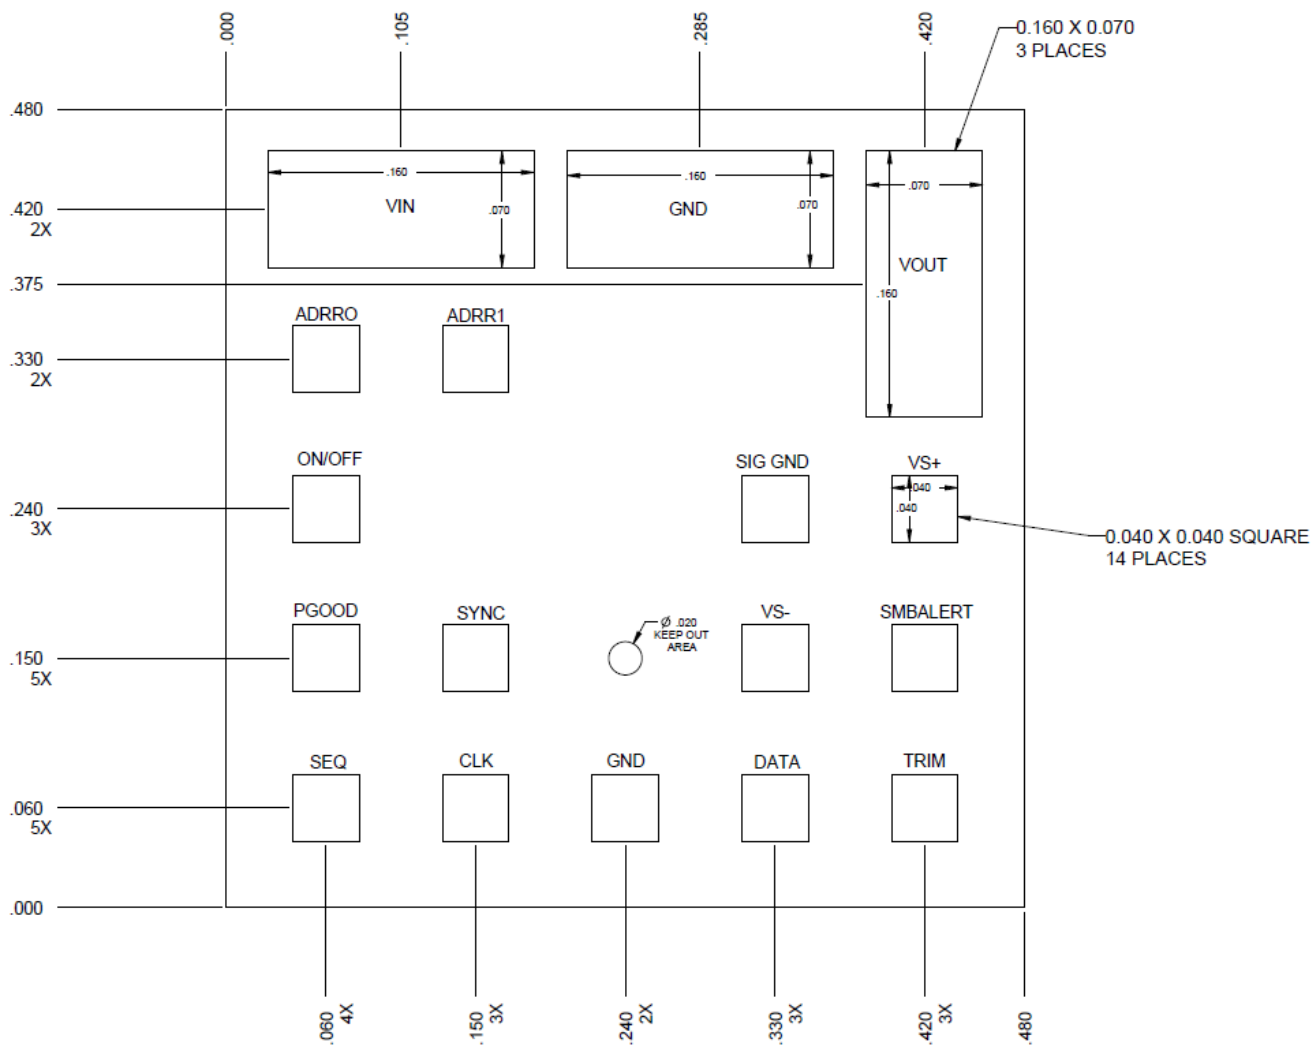 .000
.105
.285
.420
0.160 X 0.070
3 PLACES
.480
.160
.070
VIN
.160
.070
GND
.070
VOUT
.160
.420
2X
.375
ADRRO
ADRR1
.330
2X
ON/OFF
SIG GND
VS+
.040
.040
.240
3X
0.040 X 0.040 SQUARE
14 PLACES
PGOOD
SYNC
Ø .020
KEEP OUT
AREA
VS-
SMBALERT
.150
5X
SEQ
CLK
GND
DATA
TRIM
.060
5X
.000
.060
4X
.150
3X
.240
2X
.330
3X
.420
3X
.480